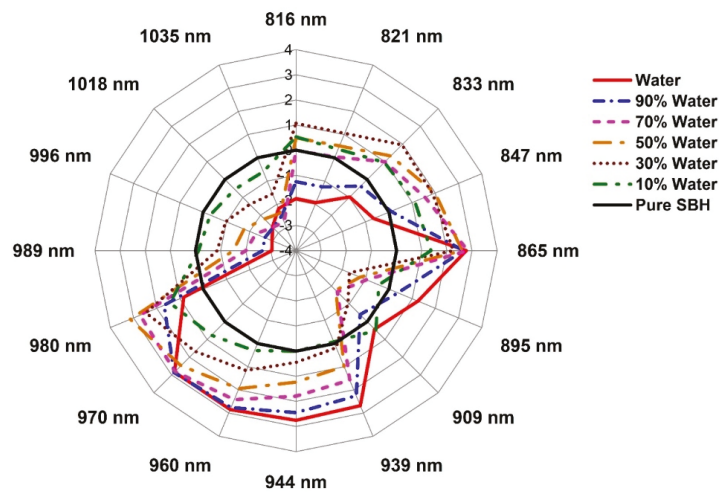 816 nm
821 nm
833 nm
847 nm
865 nm
895 nm
909 nm
939 nm
944 nm
960 nm
970 nm
980 nm
989 nm
996 nm
1018 nm
1035 nm
4
3
2
1
-3
-4
Water
90% Water
70% Water
50% Water
30% Water
10% Water
Pure SBH